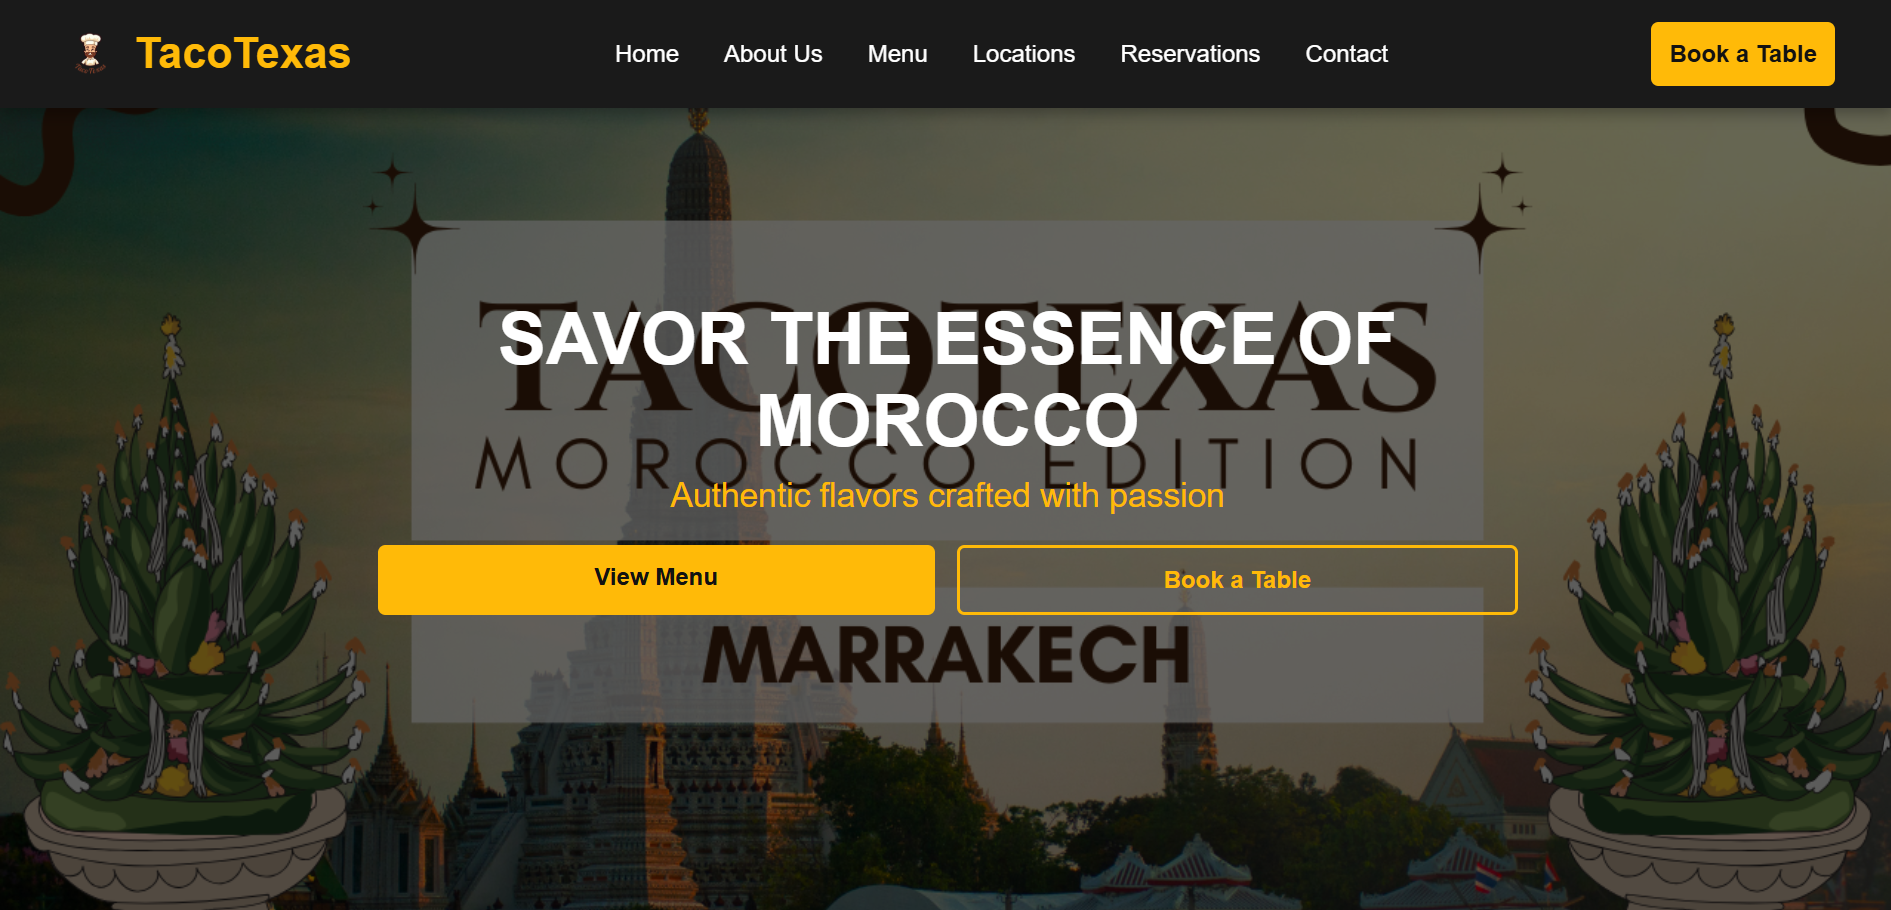 TacoTexas
Home
About Us
Menu
Locations
Reservations
Contact
Book a Table
TACOTEXAS
SAVOR THE ESSENCE OF
MOROCCO
MOROCCO EDITION
Authentic flavors crafted with passion
View Menu
Book a Table
MARRAKECH